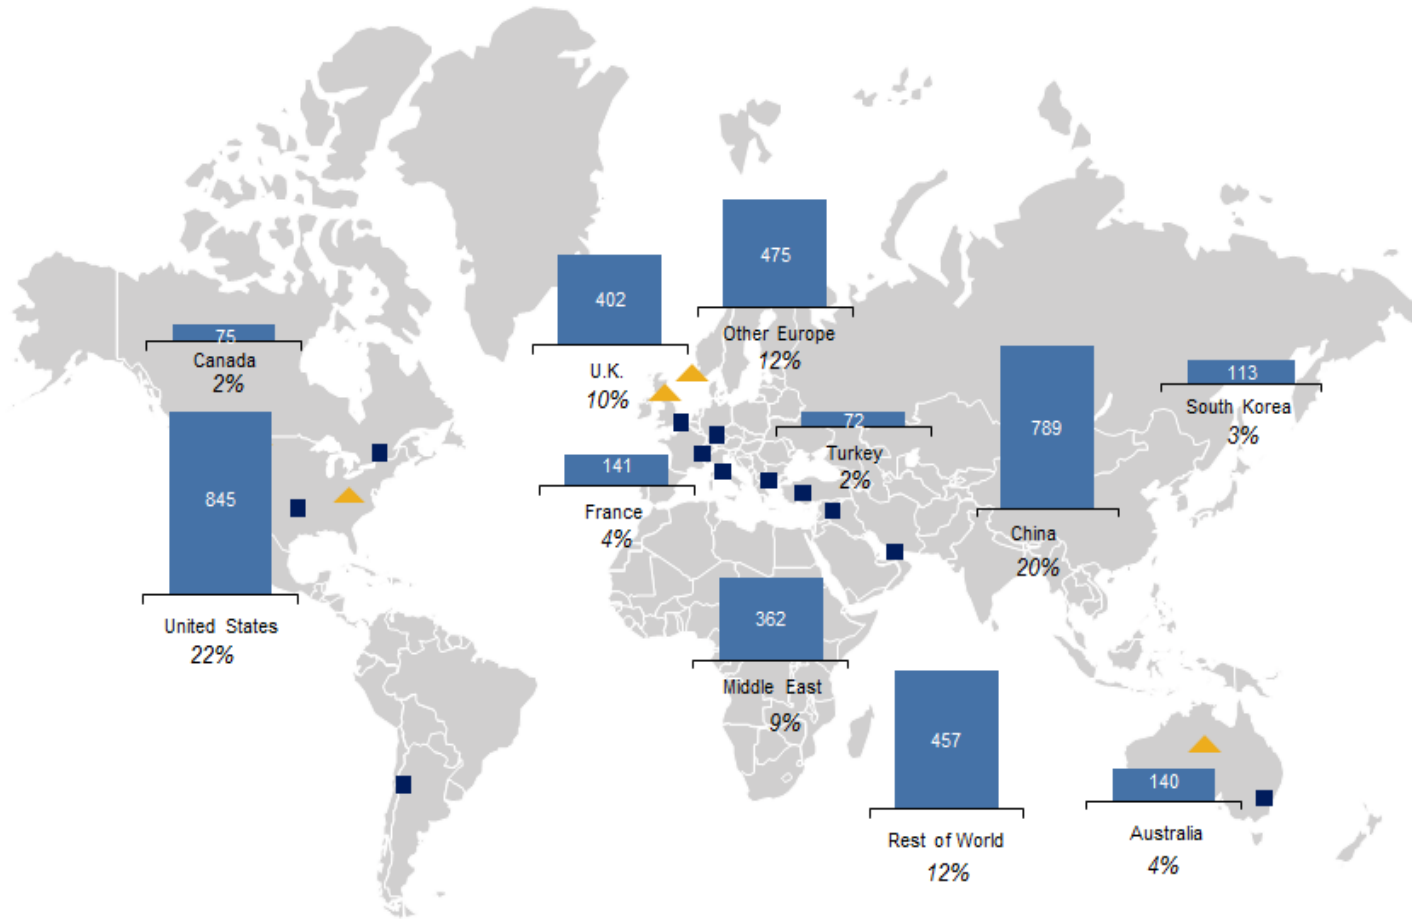 475
Other Europe
12%
402
U.K.
10%
75
Canada
2%
789
China
20%
113
South Korea
3%
72
Turkey
2%
845
United States
22%
141
France
4%
362
Middle East
9%
457
Rest of World
12%
140
Australia
4%